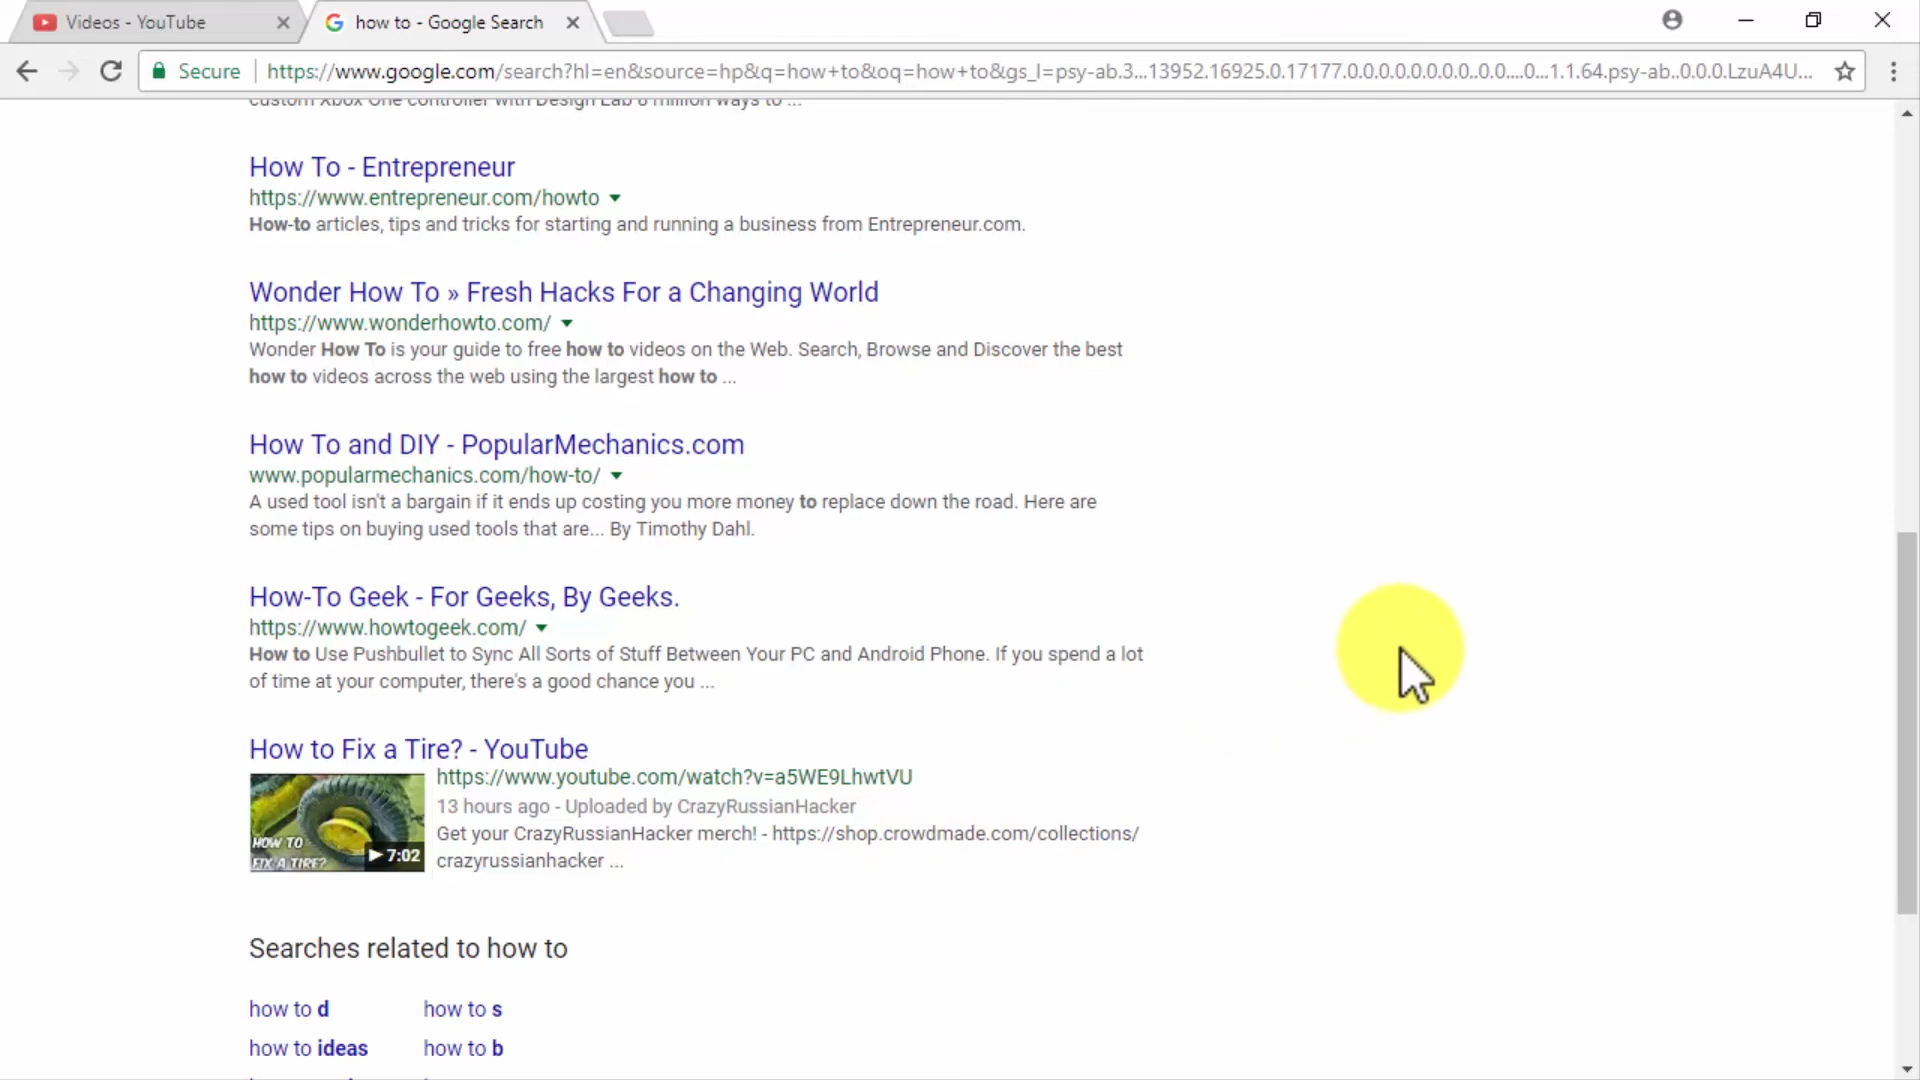 Videos - YouTube
how to - Google Search
Secure
https://www.google.com/search?hl=en&source=hp&q=how+to&oq=how+to&gs_l=psy-ab.3...13952.16925.0.17177.0.0.0.0.0.0.0.0..0.0....0...1.1.64.psy-ab..0.0.0.LzuA4U...
custom Xbox One controller with Design Lab 8 million ways to ...
How To - Entrepreneur
https://www.entrepreneur.com/howto
How-to articles, tips and tricks for starting and running a business from Entrepreneur.com.
Wonder How To » Fresh Hacks For a Changing World
https://www.wonderhowto.com/
Wonder How To is your guide to free how to videos on the Web. Search, Browse and Discover the best
how to videos across the web using the largest how to ...
How To and DIY - PopularMechanics.com
www.popularmechanics.com/how-to/
A used tool isn't a bargain if it ends up costing you more money to replace down the road. Here are
some tips on buying used tools that are... By Timothy Dahl.
How-To Geek - For Geeks, By Geeks.
https://www.howtogeek.com/
How to Use Pushbullet to Sync All Sorts of Stuff Between Your PC and Android Phone. If you spend a lot
of time at your computer, there's a good chance you ...
How to Fix a Tire? - YouTube
https://www.youtube.com/watch?v=a5WE9LhwtVU
13 hours ago - Uploaded by CrazyRussianHacker
Get your CrazyRussianHacker merch! - https://shop.crowdmade.com/collections/
crazyrussianhacker ...
HOW TO
FIX A TIRE?
7:02
Searches related to how to
how to d
how to s
how to ideas
how to b